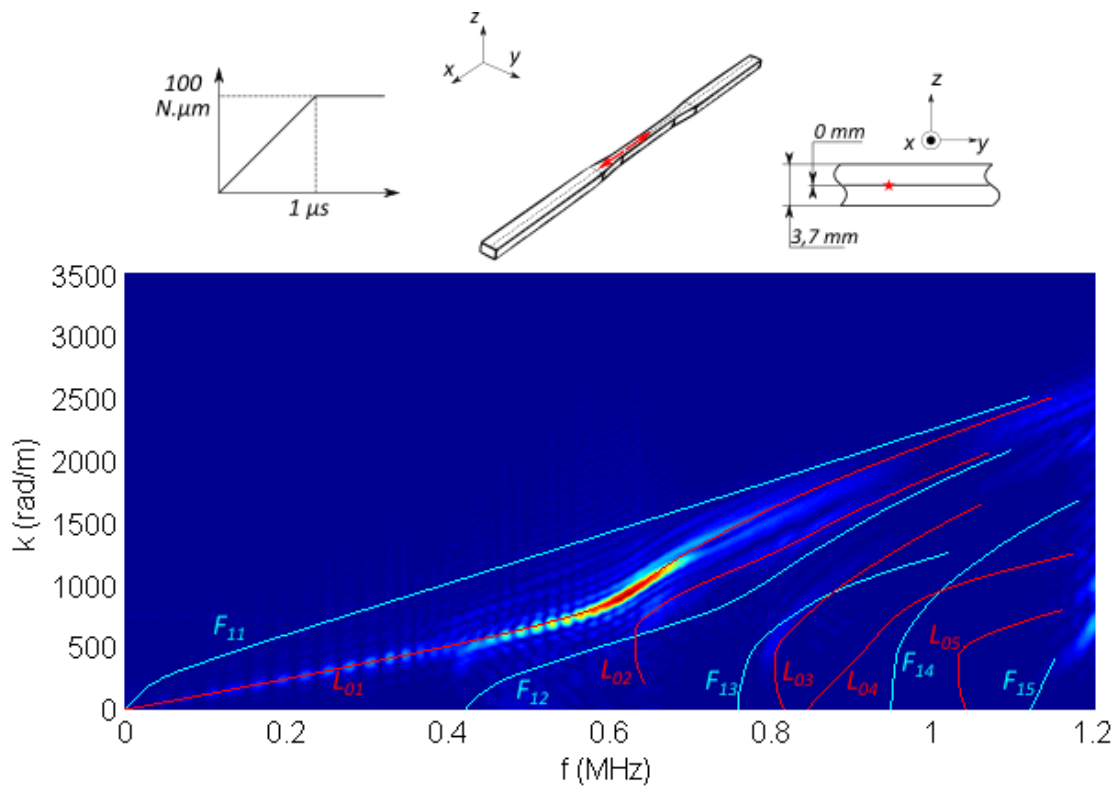 100
N.µm
1 µs
z
x
y
0 mm
z
x
y
3,7 mm
3500
3000
2500
2000
1500
1000
500
0
k (rad/m)
F11
L01
F12
L02
F13
L03
L04
F14
L05
F15
0
0.2
0.4
0.6
0.8
1
1.2
f (MHz)